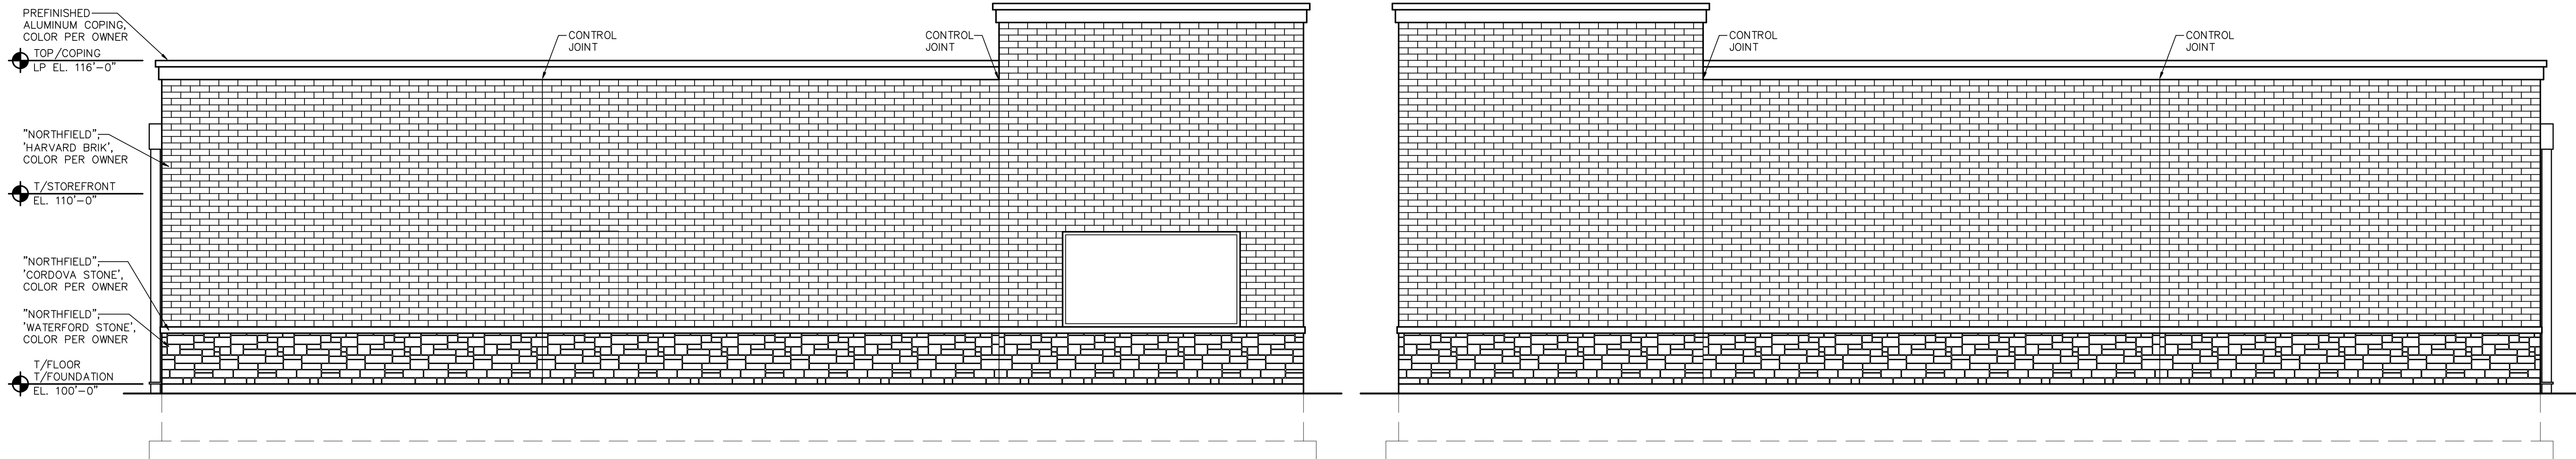 PREFINISHED
ALUMINUM COPING,
COLOR PER OWNER
TOP/COPING
LP EL. 116'-0"
"NORTHFIELD",
'HARVARD BRIK',
COLOR PER OWNER
T/STOREFRONT
EL. 110'-0"
"NORTHFIELD",
'CORDOVA STONE',
COLOR PER OWNER
"NORTHFIELD",
'WATERFORD STONE',
COLOR PER OWNER
T/FLOOR
T/FOUNDATION
EL. 100'-0"
CONTROL
JOINT
CONTROL
JOINT
CONTROL
JOINT
CONTROL
JOINT